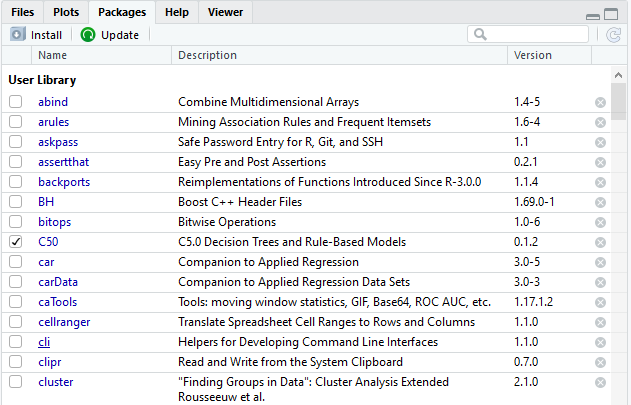 Files Plots Packages Help Viewer
Install Update
Name Description Version
User Library
abind Combine Multidimensional Arrays 1.4-5
arules Mining Association Rules and Frequent Itemsets 1.6-4
askpass Safe Password Entry for R, Git, and SSH 1.1
assertthat Easy Pre and Post Assertions 0.2.1
backports Reimplementations of Functions Introduced Since R-3.0.0 1.1.4
BH Boost C++ Header Files 1.69.0-1
bitops Bitwise Operations 1.0-6
C50 C5.0 Decision Trees and Rule-Based Models 0.1.2
car Companion to Applied Regression 3.0-5
carData Companion to Applied Regression Data Sets 3.0-3
caTools Tools: moving window statistics, GIF, Base64, ROC AUC, etc. 1.17.1.2
cellranger Translate Spreadsheet Cell Ranges to Rows and Columns 1.1.0
cli Helpers for Developing Command Line Interfaces 1.1.0
clipr Read and Write from the System Clipboard 0.7.0
cluster "Finding Groups in Data": Cluster Analysis Extended 2.1.0
Rousseeuw et al.